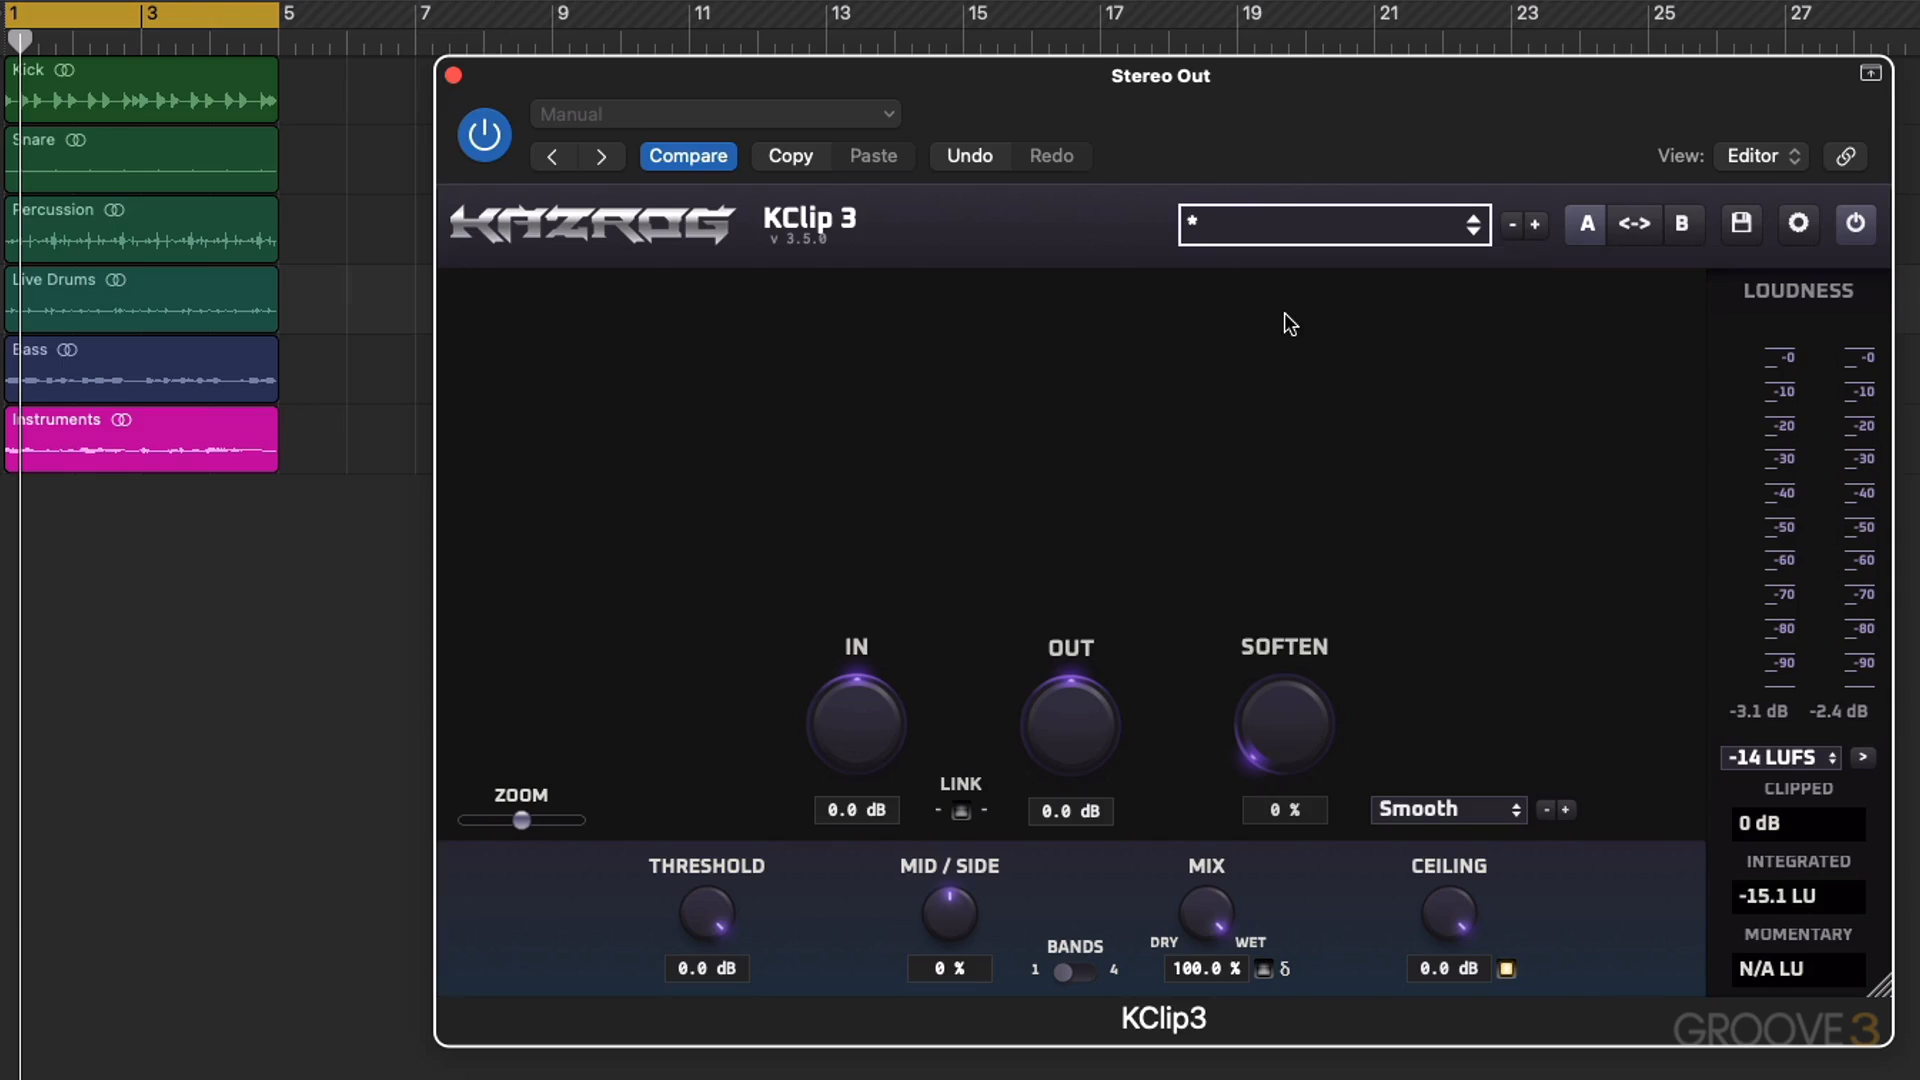 1 3 5 7 9 11 13 15 17 19 21 23 25 27
Kick
Snare
Percussion
Live Drums
Bass
Instruments
Stereo Out
Manual
Compare Copy Paste Undo Redo
View: Editor
KAZROG KClip 3
v 3.5.0
*
- +
A <-> B
LOUDNESS
-0 -0
-10 -10
-20 -20
-30 -30
-40 -40
-50 -50
-60 -60
-70 -70
-80 -80
-90 -90
-3.1 dB -2.4 dB
-14 LUFS >
CLIPPED
0 dB
INTEGRATED
-15.1 LU
MOMENTARY
N/A LU
IN OUT SOFTEN
LINK
- -
ZOOM
0.0 dB 0.0 dB 0 % Smooth - +
THRESHOLD MID / SIDE MIX CEILING
BANDS
1 4
DRY WET
0.0 dB 0 % 100.0 % δ 0.0 dB
KClip3
GROOVE 3